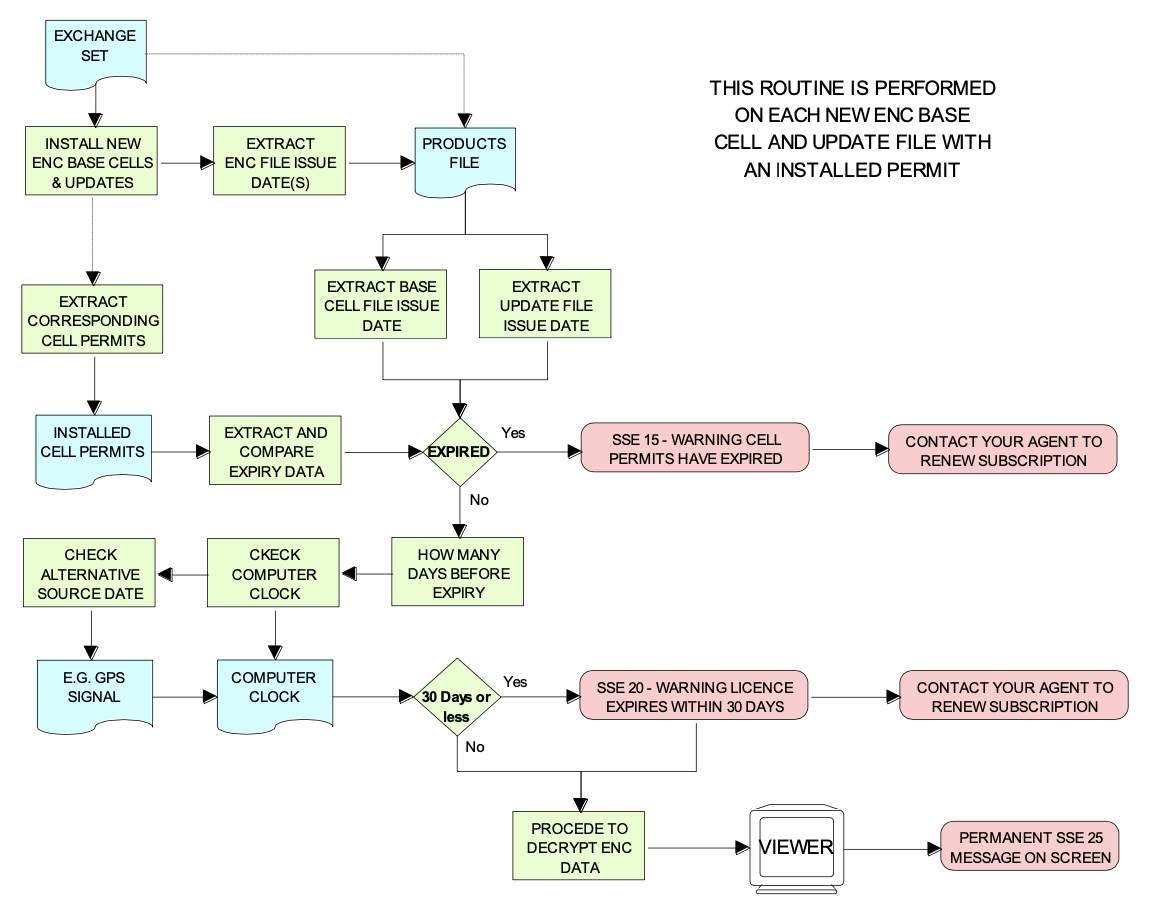 EXCHANGE
SET
THIS ROUTINE IS PERFORMED
ON EACH NEW ENC BASE
CELL AND UPDATE FILE WITH
AN INSTALLED PERMIT
INSTALL NEW
ENC BASE CELLS
& UPDATES
EXTRACT
ENC FILE ISSUE
DATE(S)
PRODUCTS
FILE
EXTRACT
CORRESPONDING
CELL PERMITS
EXTRACT BASE
CELL FILE ISSUE
DATE
EXTRACT
UPDATE FILE
ISSUE DATE
INSTALLED
CELL PERMITS
EXTRACT AND
COMPARE
EXPIRY DATA
EXPIRED
Yes
SSE 15 - WARNING CELL
PERMITS HAVE EXPIRED
CONTACT YOUR AGENT TO
RENEW SUBSCRIPTION
No
CHECK
ALTERNATIVE
SOURCE DATE
CKECK
COMPUTER
CLOCK
HOW MANY
DAYS BEFORE
EXPIRY
E.G. GPS
SIGNAL
COMPUTER
CLOCK
30 Days or
less
Yes
SSE 20 - WARNING LICENCE
EXPIRES WITHIN 30 DAYS
CONTACT YOUR AGENT TO
RENEW SUBSCRIPTION
No
PROCEDE TO
DECRYPT ENC
DATA
VIEWER
PERMANENT SSE 25
MESSAGE ON SCREEN